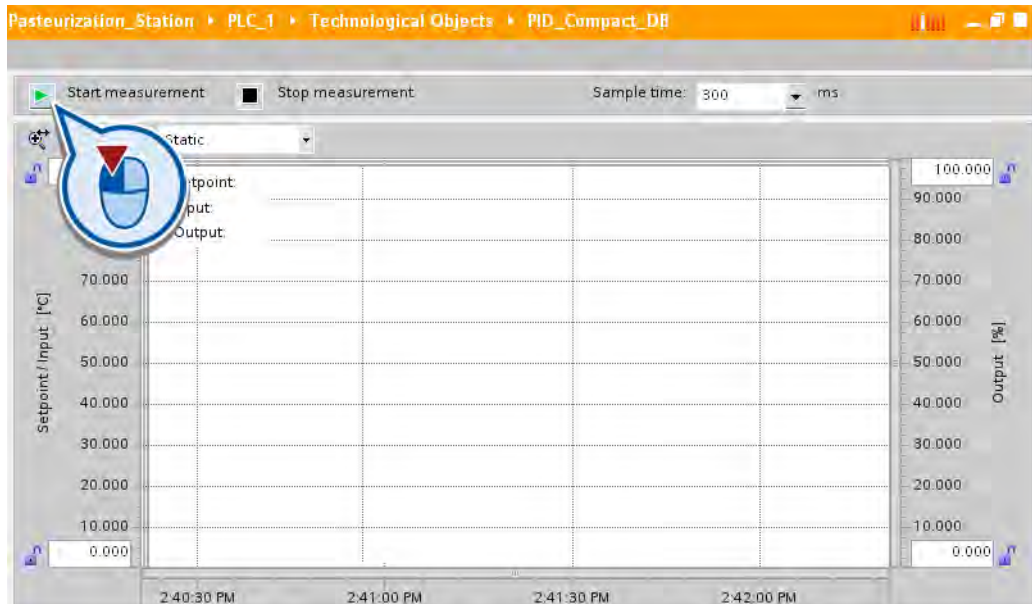 Pasteurization_Station ▸ PLC_1 ▸ Technological Objects ▸ PID_Compact_DB
Start measurement Stop measurement Sample time: 300 ms
Static
100.000
90.000
80.000
70.000 70.000
60.000 60.000
50.000 50.000
40.000 40.000
30.000 30.000
20.000 20.000
10.000 10.000
0.000 0.000
Setpoint / Input [°C]
Output [%]
Output:
2:40:30 PM 2:41:00 PM 2:41:30 PM 2:42:00 PM